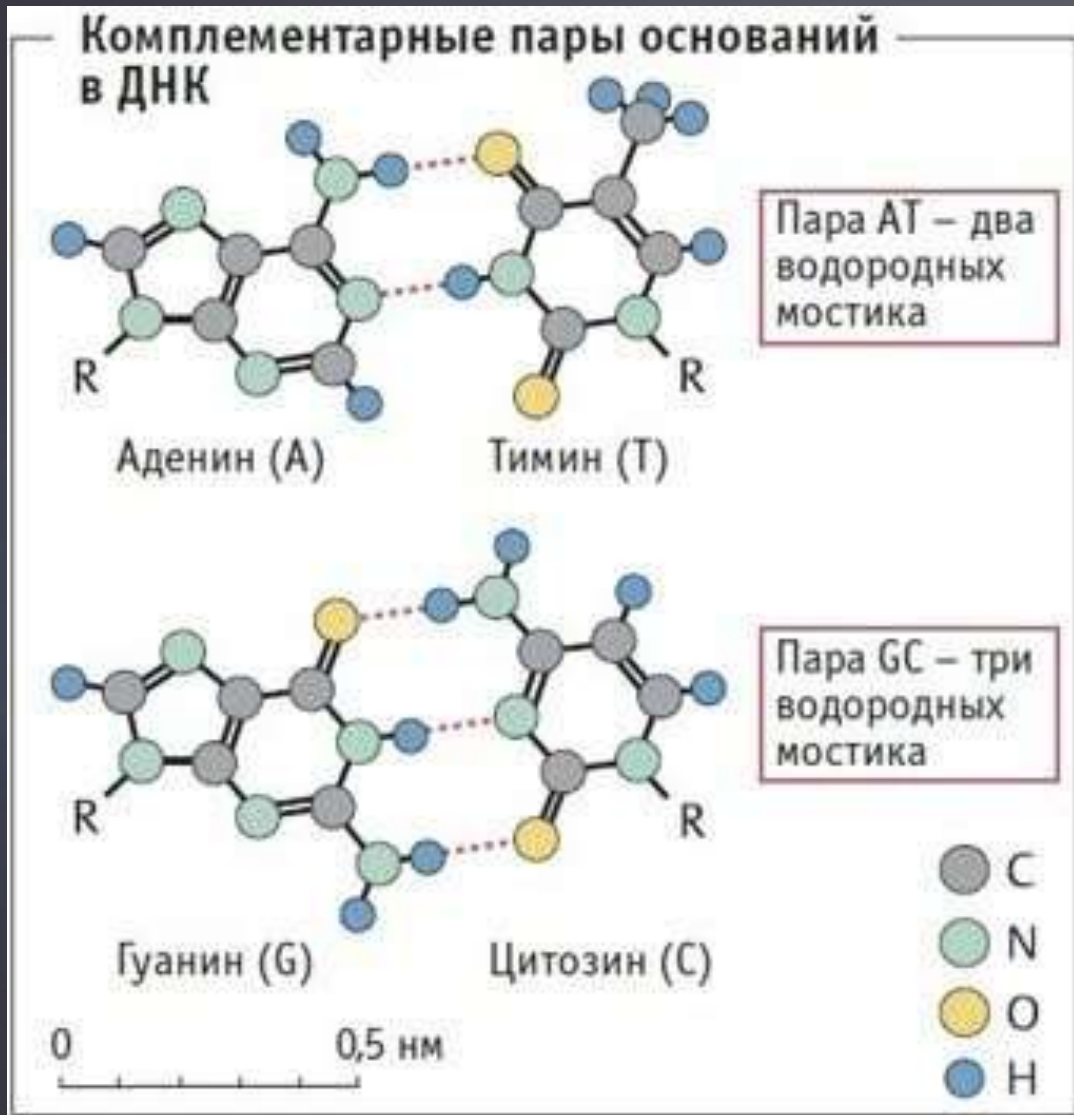 Комплементарные пары оснований
в ДНК
Пара АТ – два
водородных
мостика
R
R
Аденин (А)
Тимин (Т)
Пара GC – три
водородных
мостика
R
R
Гуанин (G)
Цитозин (С)
C
N
O
H
0
0,5 нм